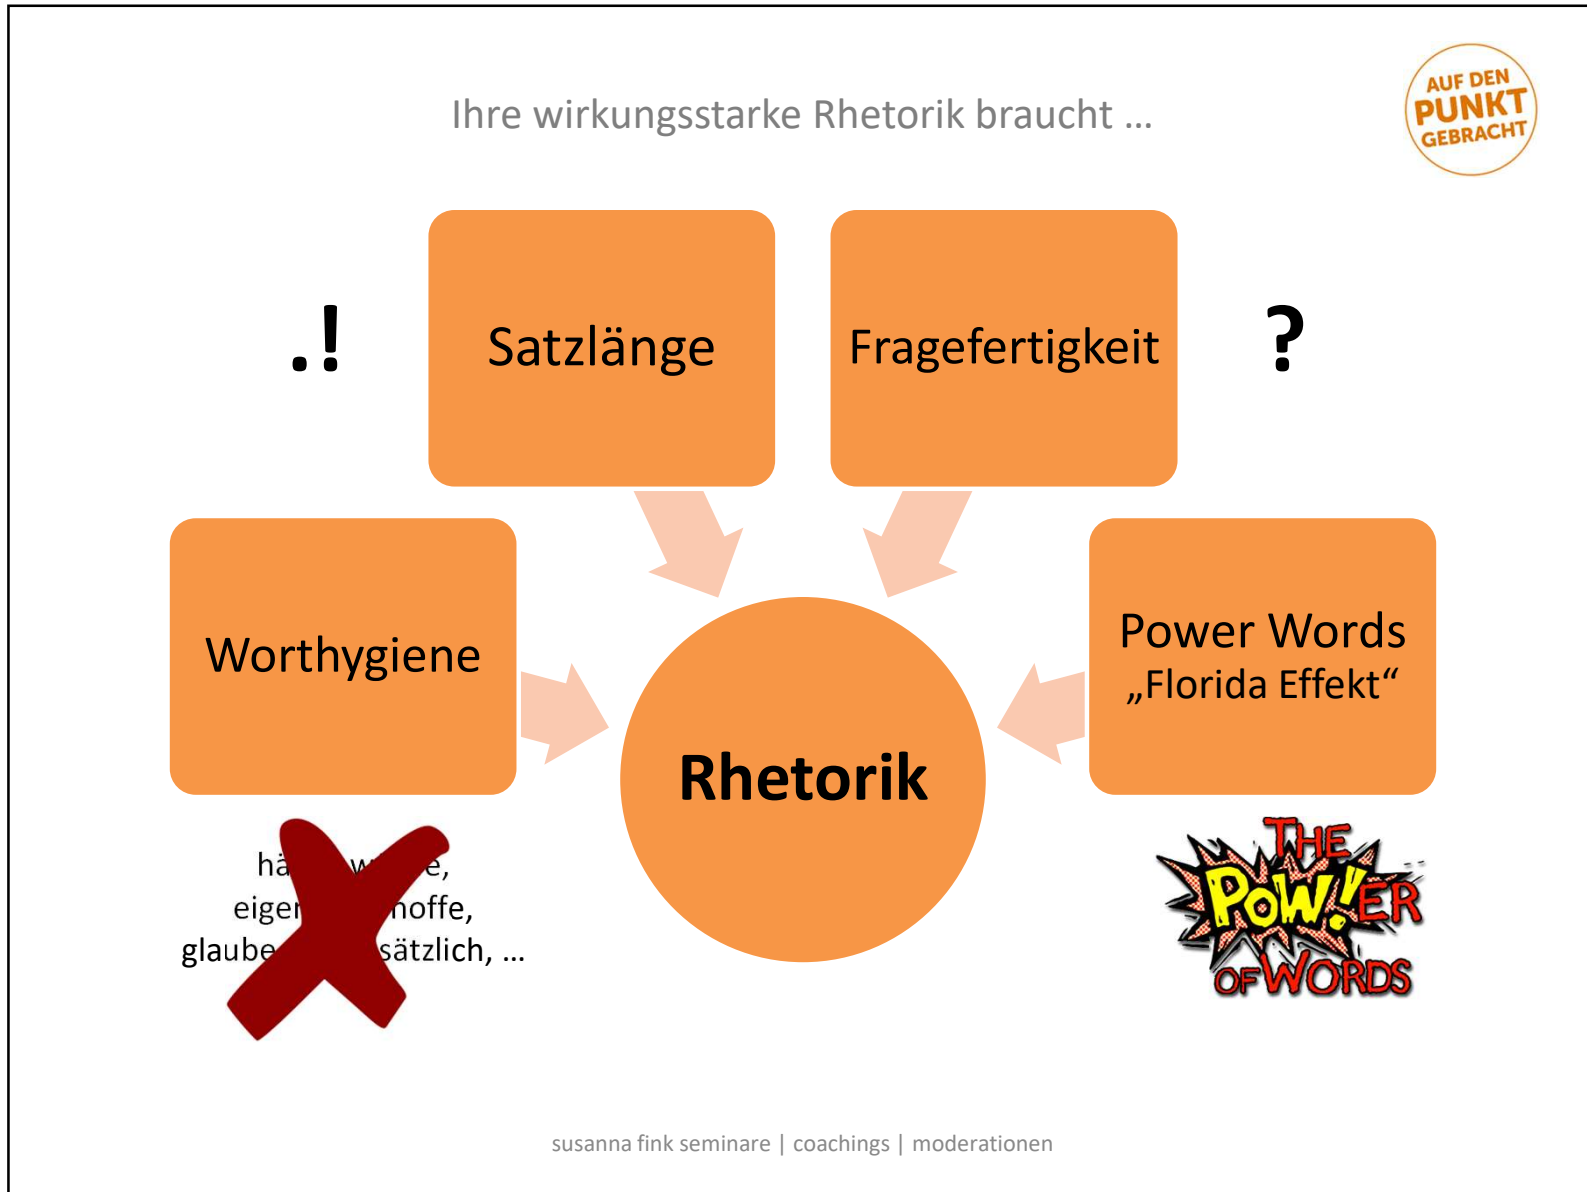 Ihre wirkungsstarke Rhetorik braucht …
AUF DEN
PUNKT
GEBRACHT
.!
Satzlänge
Fragefertigkeit
?
Worthygiene
Power Words
„Florida Effekt“
Rhetorik
hoffe,
glaube sätzlich, …
THE
POW!ER
OF WORDS
susanna fink seminare | coachings | moderationen